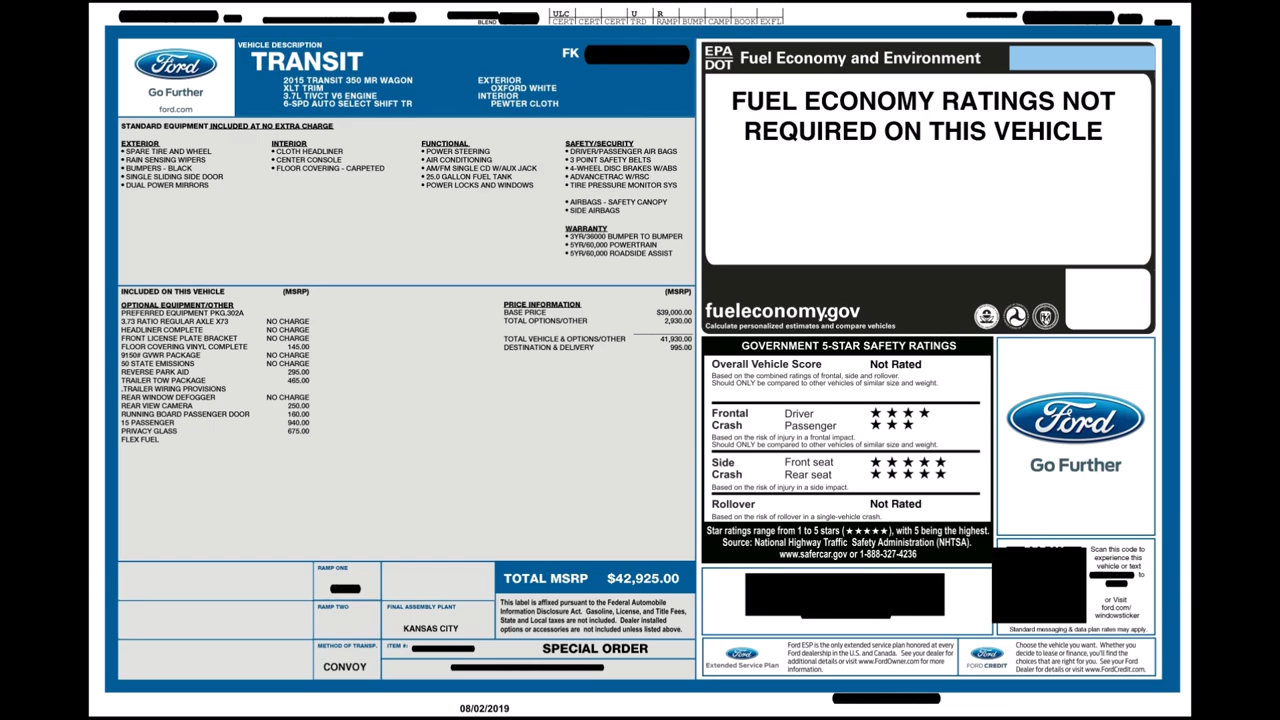 ULC U R
BLEND CERT CERT CERT TRD RAMP BUMP CAMP BOOK EXFL
Ford
Go Further
ford.com
VEHICLE DESCRIPTION
TRANSIT
2015 TRANSIT 350 MR WAGON
XLT TRIM
3.7L TIVCT V6 ENGINE
6-SPD AUTO SELECT SHIFT TR
FK
EXTERIOR
OXFORD WHITE
INTERIOR
PEWTER CLOTH
STANDARD EQUIPMENT INCLUDED AT NO EXTRA CHARGE
EXTERIOR
• SPARE TIRE AND WHEEL
• RAIN SENSING WIPERS
• BUMPERS - BLACK
• SINGLE SLIDING SIDE DOOR
• DUAL POWER MIRRORS
INTERIOR
• CLOTH HEADLINER
• CENTER CONSOLE
• FLOOR COVERING - CARPETED
FUNCTIONAL
• POWER STEERING
• AIR CONDITIONING
• AM/FM SINGLE CD W/AUX JACK
• 25.0 GALLON FUEL TANK
• POWER LOCKS AND WINDOWS
SAFETY/SECURITY
• DRIVER/PASSENGER AIR BAGS
• 3 POINT SAFETY BELTS
• 4-WHEEL DISC BRAKES W/ABS
• ADVANCETRAC W/RSC
• TIRE PRESSURE MONITOR SYS
• AIRBAGS - SAFETY CANOPY
• SIDE AIRBAGS
WARRANTY
• 3YR/36000 BUMPER TO BUMPER
• 5YR/60,000 POWERTRAIN
• 5YR/60,000 ROADSIDE ASSIST
INCLUDED ON THIS VEHICLE (MSRP)
OPTIONAL EQUIPMENT/OTHER
PREFERRED EQUIPMENT PKG.302A
3.73 RATIO REGULAR AXLE X73 NO CHARGE
HEADLINER COMPLETE NO CHARGE
FRONT LICENSE PLATE BRACKET NO CHARGE
FLOOR COVERING VINYL COMPLETE 145.00
9150# GVWR PACKAGE NO CHARGE
50 STATE EMISSIONS NO CHARGE
REVERSE PARK AID 295.00
TRAILER TOW PACKAGE 465.00
.TRAILER WIRING PROVISIONS
REAR WINDOW DEFOGGER NO CHARGE
REAR VIEW CAMERA 250.00
RUNNING BOARD PASSENGER DOOR 160.00
15 PASSENGER 940.00
PRIVACY GLASS 675.00
FLEX FUEL
(MSRP)
PRICE INFORMATION
BASE PRICE $39,000.00
TOTAL OPTIONS/OTHER 2,930.00
TOTAL VEHICLE & OPTIONS/OTHER 41,930.00
DESTINATION & DELIVERY 995.00
RAMP ONE
RAMP TWO
FINAL ASSEMBLY PLANT
KANSAS CITY
METHOD OF TRANSP.
CONVOY
ITEM #:
TOTAL MSRP $42,925.00
This label is affixed pursuant to the Federal Automobile
Information Disclosure Act. Gasoline, License, and Title Fees,
State and Local taxes are not included. Dealer installed
options or accessories are not included unless listed above.
SPECIAL ORDER
EPA
DOT
Fuel Economy and Environment
FUEL ECONOMY RATINGS NOT
REQUIRED ON THIS VEHICLE
fueleconomy.gov
Calculate personalized estimates and compare vehicles
GOVERNMENT 5-STAR SAFETY RATINGS
Overall Vehicle Score Not Rated
Based on the combined ratings of frontal, side and rollover.
Should ONLY be compared to other vehicles of similar size and weight.
Frontal Driver ★ ★ ★ ★
Crash Passenger ★ ★ ★
Based on the risk of injury in a frontal impact.
Should ONLY be compared to other vehicles of similar size and weight.
Side Front seat ★ ★ ★ ★ ★
Crash Rear seat ★ ★ ★ ★ ★
Based on the risk of injury in a side impact.
Rollover Not Rated
Based on the risk of rollover in a single-vehicle crash.
Star ratings range from 1 to 5 stars (★★★★★), with 5 being the highest.
Source: National Highway Traffic Safety Administration (NHTSA).
www.safercar.gov or 1-888-327-4236
Ford
Go Further
Scan this code to
experience this
vehicle or text
to
or Visit
ford.com/
windowsticker
Standard messaging & data plan rates may apply.
Ford
Extended Service Plan
Ford ESP is the only extended service plan honored at every
Ford dealership in the U.S. and Canada. See your dealer for
additional details or visit www.FordOwner.com for more
information.
Ford
FORD CREDIT
Choose the vehicle you want. Whether you
decide to lease or finance, you'll find the
choices that are right for you. See your Ford
Dealer for details or visit www.FordCredit.com.
08/02/2019